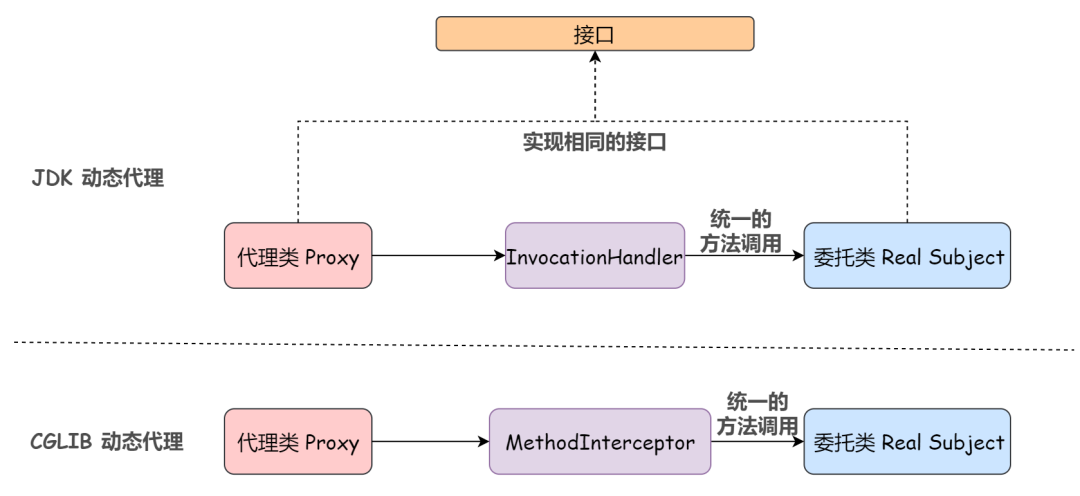 接口
实现相同的接口
JDK 动态代理
代理类 Proxy
InvocationHandler
统一的
方法调用
委托类 Real Subject
CGLIB 动态代理
代理类 Proxy
MethodInterceptor
统一的
方法调用
委托类 Real Subject